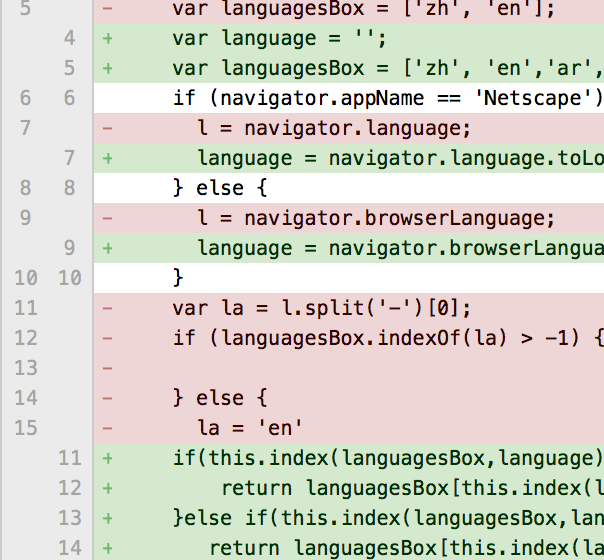 5 - var languagesBox = ['zh', 'en'];
4 + var language = '';
5 + var languagesBox = ['zh', 'en','ar',
6 6 if (navigator.appName == 'Netscape')
7 - l = navigator.language;
7 + language = navigator.language.toLo
8 8 } else {
9 - l = navigator.browserLanguage;
9 + language = navigator.browserLangua
10 10 }
11 - var la = l.split('-')[0];
12 - if (languagesBox.indexOf(la) > -1) {
13 -
14 - } else {
15 - la = 'en'
11 + if(this.index(languagesBox,language)
12 + return languagesBox[this.index(l
13 + }else if(this.index(languagesBox,lan
14 + return languagesBox[this.index(la